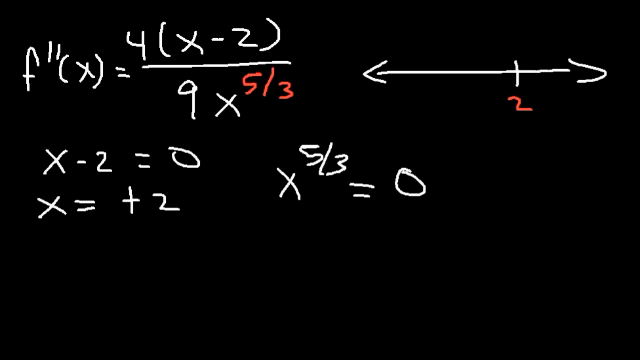 f''(x) = 4(x-2) / 9x^5/3
2
x - 2 = 0
x = +2
x^5/3 = 0